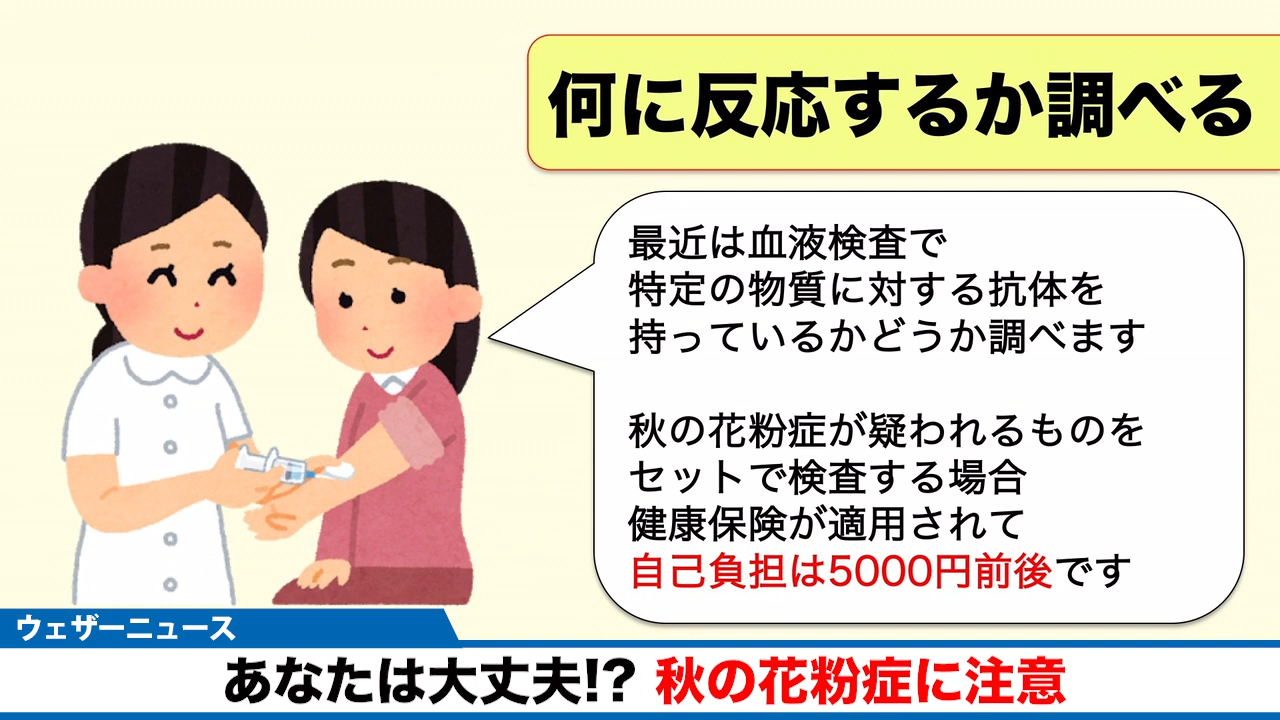 何に反応するか調べる
最近は血液検査で
特定の物質に対する抗体を
持っているかどうか調べます
秋の花粉症が疑われるものを
セットで検査する場合
健康保険が適用されて
自己負担は5000円前後です
ウェザーニュース
あなたは大丈夫!? 秋の花粉症に注意